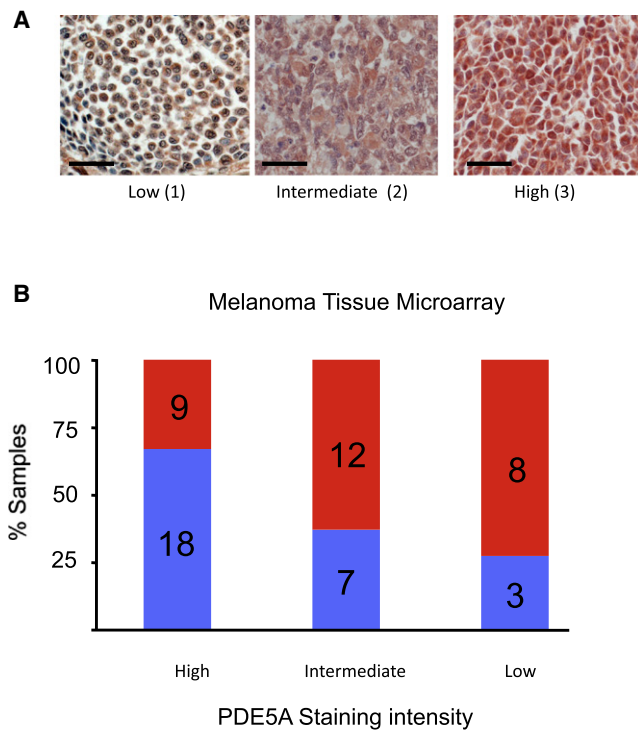 A
Low (1)
Intermediate (2)
High (3)
B
Melanoma Tissue Microarray
% Samples
100
75
50
25
9
18
12
7
8
3
High
Intermediate
Low
PDE5A Staining intensity